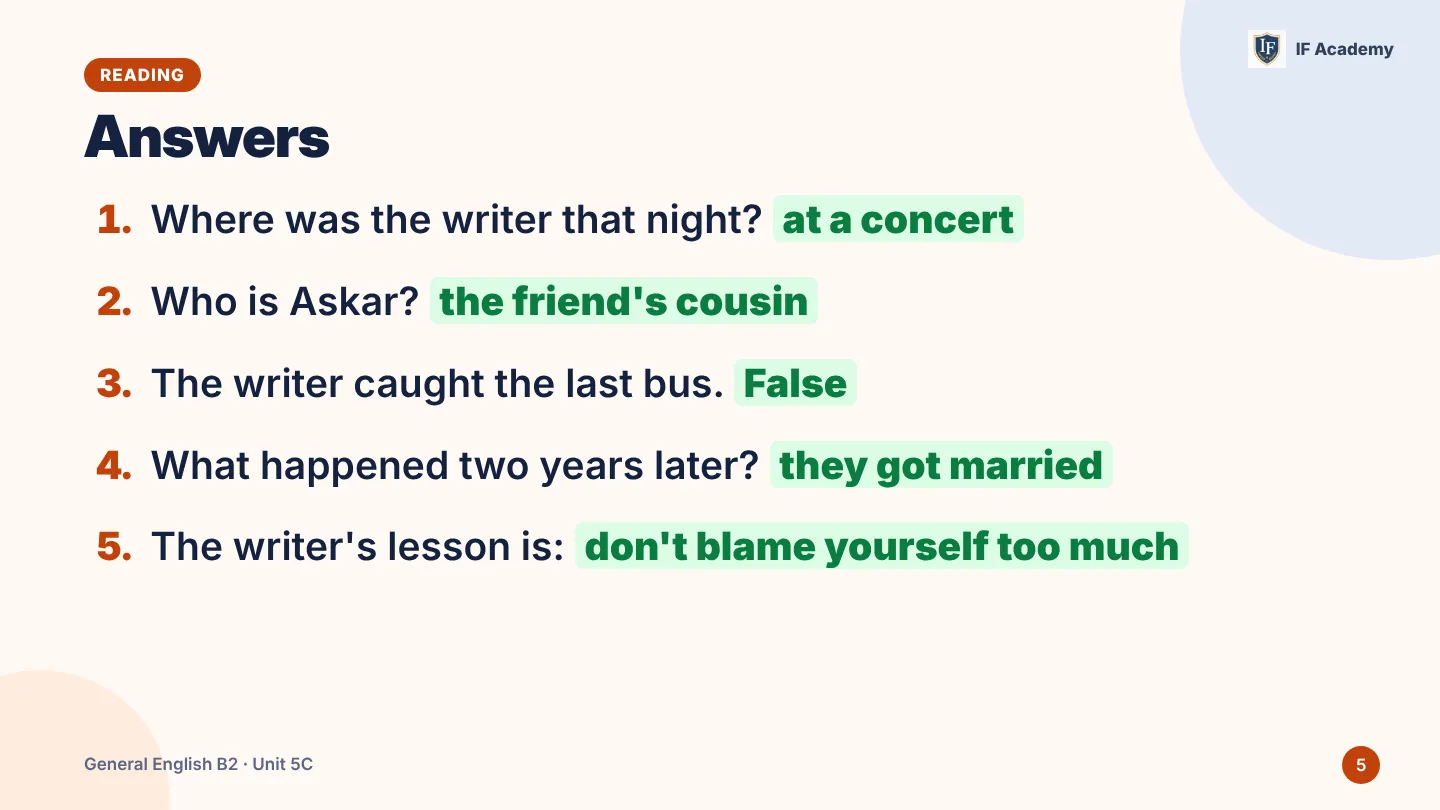 IF
IF Academy
READING
Answers
1. Where was the writer that night? at a concert
2. Who is Askar? the friend's cousin
3. The writer caught the last bus. False
4. What happened two years later? they got married
5. The writer's lesson is: don't blame yourself too much
General English B2 · Unit 5C
5